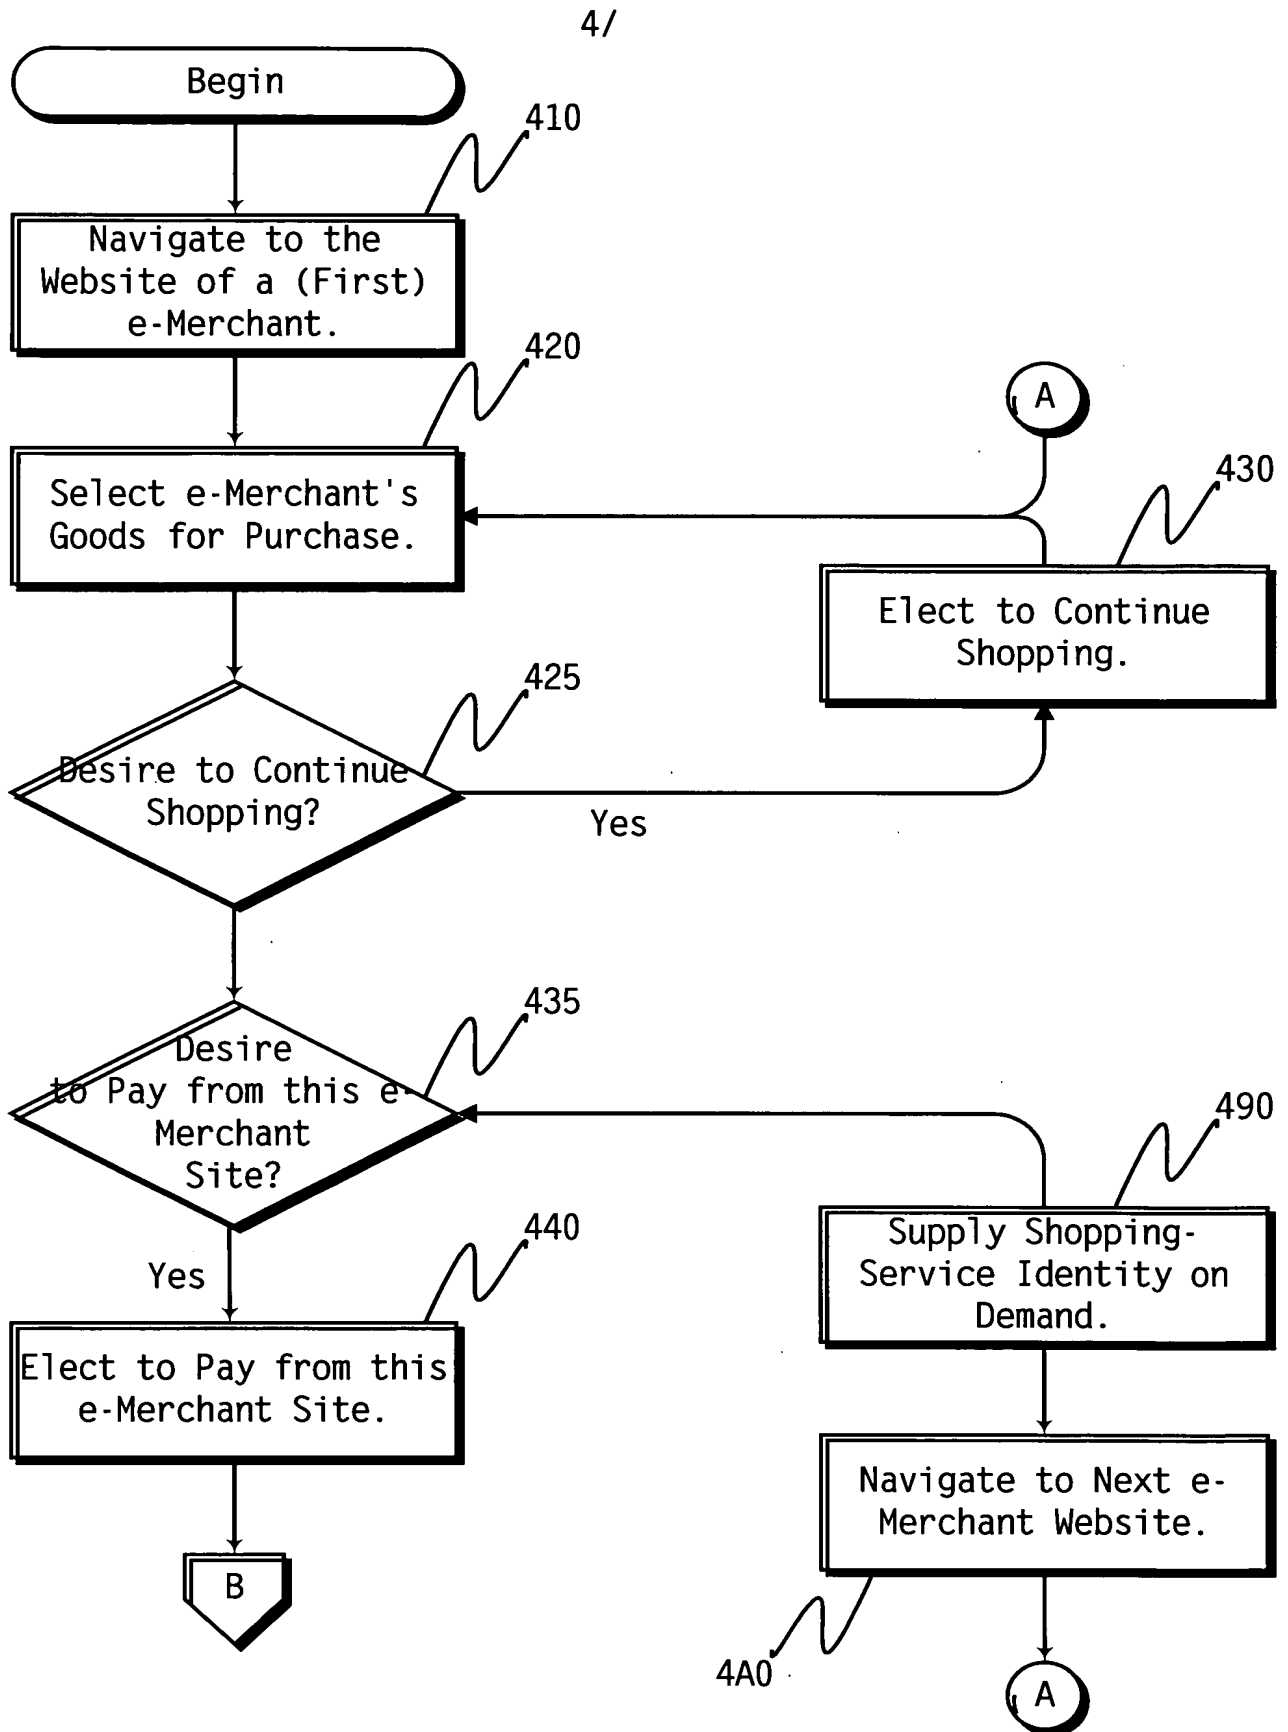 4/
Begin
410
Navigate to the
Website of a (First)
e-Merchant.
420
Select e-Merchant's
Goods for Purchase.
A
430
Elect to Continue
Shopping.
425
Desire to Continue
Shopping?
Yes
435
Desire
to Pay from this e-
Merchant
Site?
Yes
440
Elect to Pay from this
e-Merchant Site.
B
490
Supply Shopping-
Service Identity on
Demand.
Navigate to Next e-
Merchant Website.
4A0
A